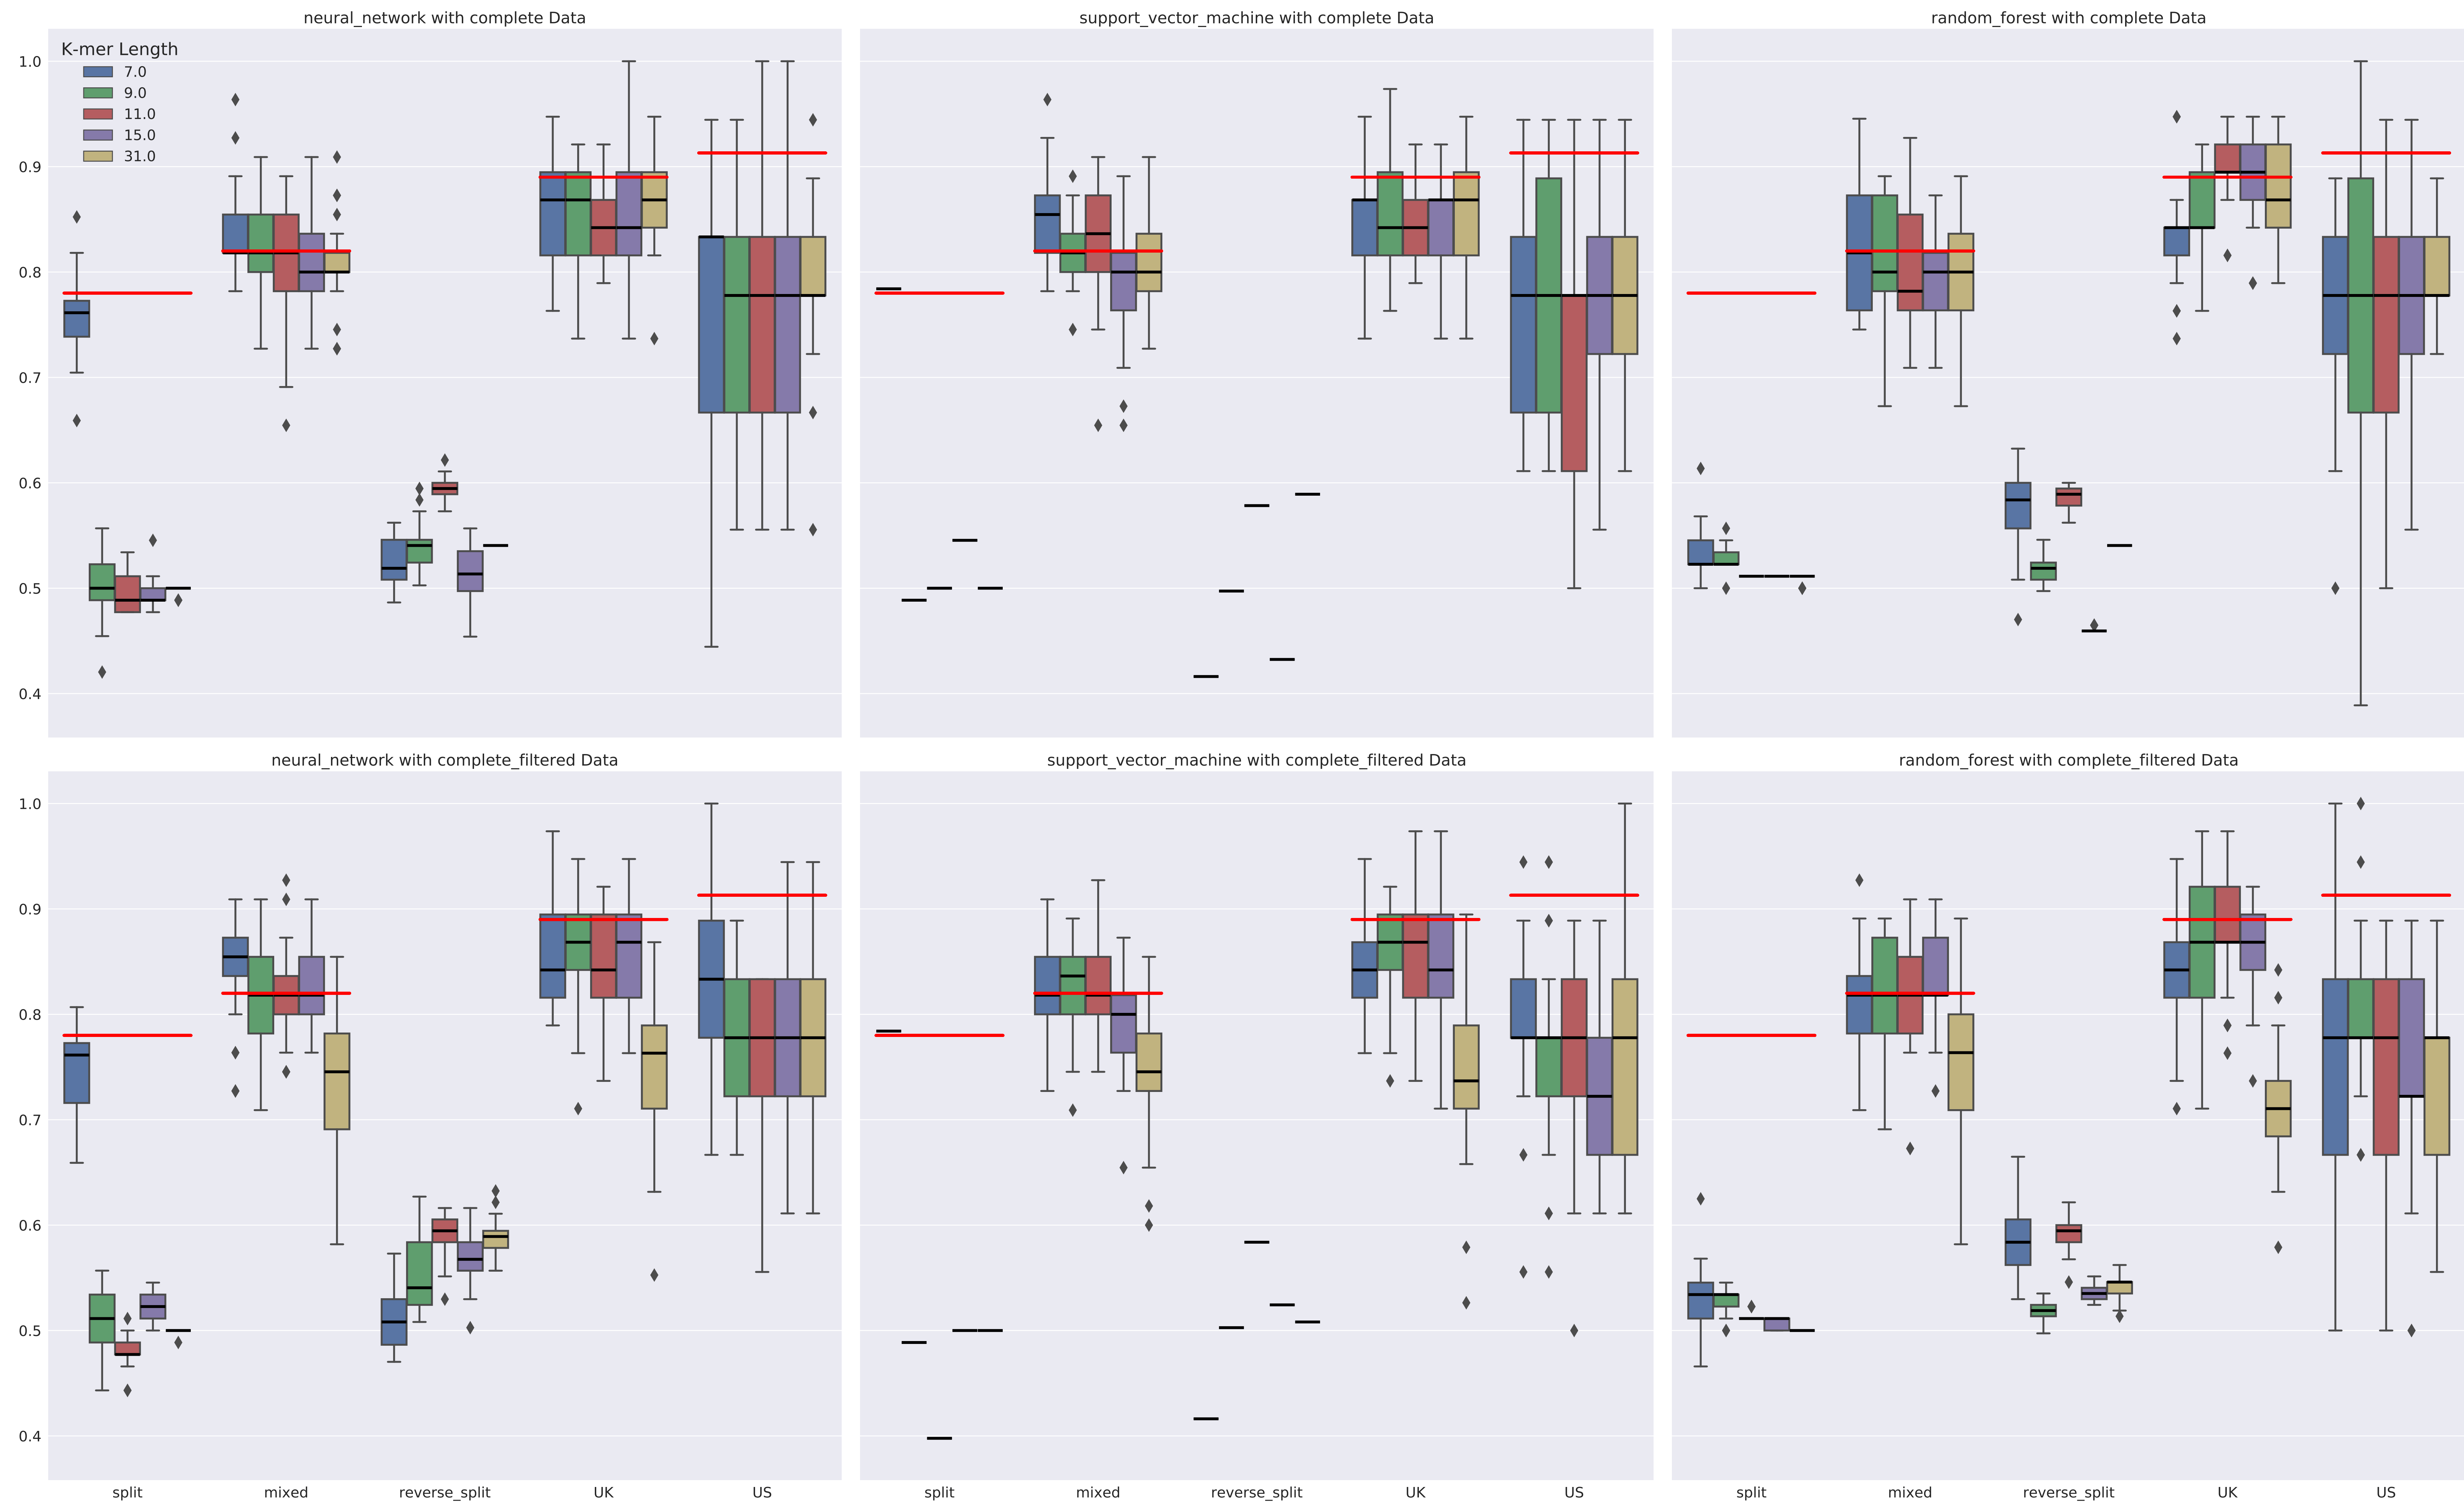 neural_network with complete Data
support_vector_machine with complete Data
random_forest with complete Data
K-mer Length
7.0
9.0
11.0
15.0
31.0
1.0
0.9
0.8
0.7
0.6
0.5
0.4
neural_network with complete_filtered Data
support_vector_machine with complete_filtered Data
random_forest with complete_filtered Data
1.0
0.9
0.8
0.7
0.6
0.5
0.4
split mixed reverse_split UK US
split mixed reverse_split UK US
split mixed reverse_split UK US